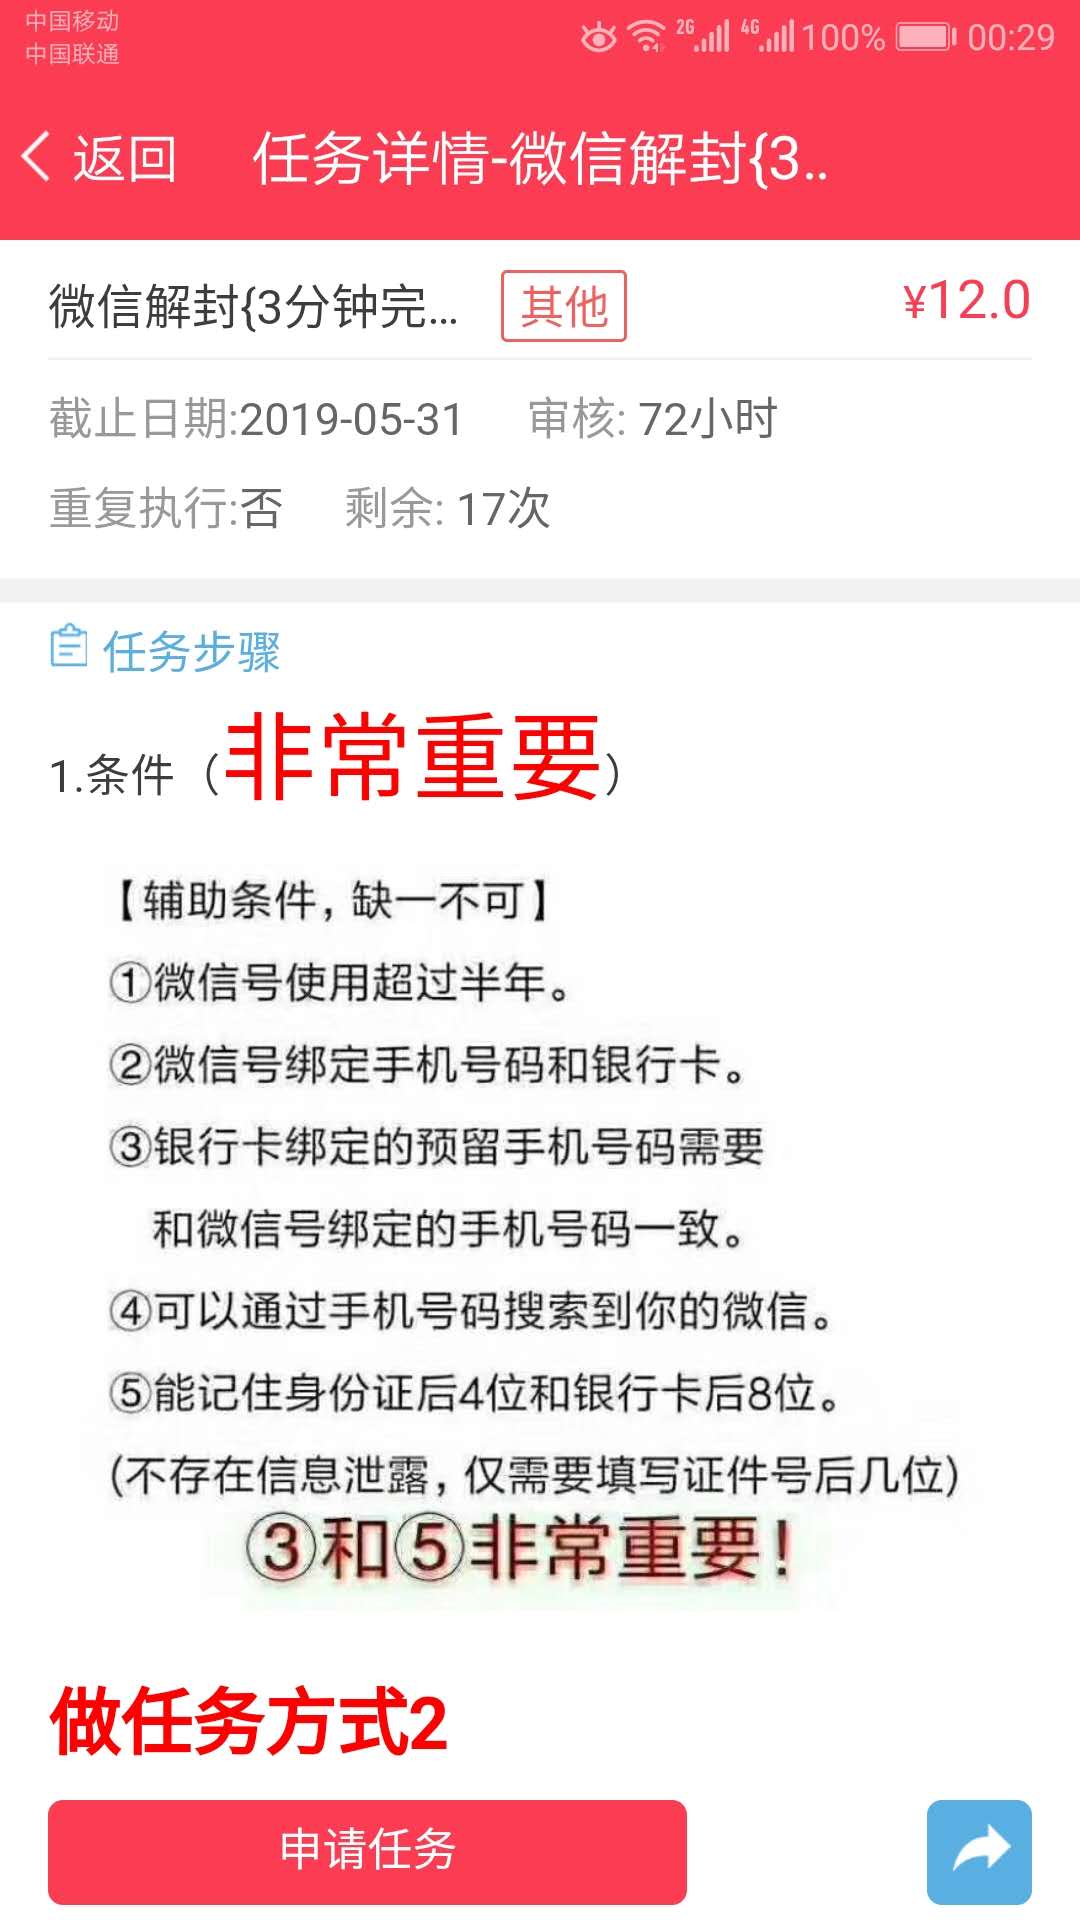 中国移动
中国联通
2G 4G 100% 00:29
返回 任务详情-微信解封{3..
微信解封{3分钟完... 其他 ¥12.0
截止日期:2019-05-31 审核: 72小时
重复执行:否 剩余: 17次
任务步骤
1.条件（非常重要）
【辅助条件，缺一不可】
①微信号使用超过半年。
②微信号绑定手机号码和银行卡。
③银行卡绑定的预留手机号码需要
和微信号绑定的手机号码一致。
④可以通过手机号码搜索到你的微信。
⑤能记住身份证后4位和银行卡后8位。
(不存在信息泄露，仅需要填写证件号后几位)
③和⑤非常重要！
做任务方式2
申请任务